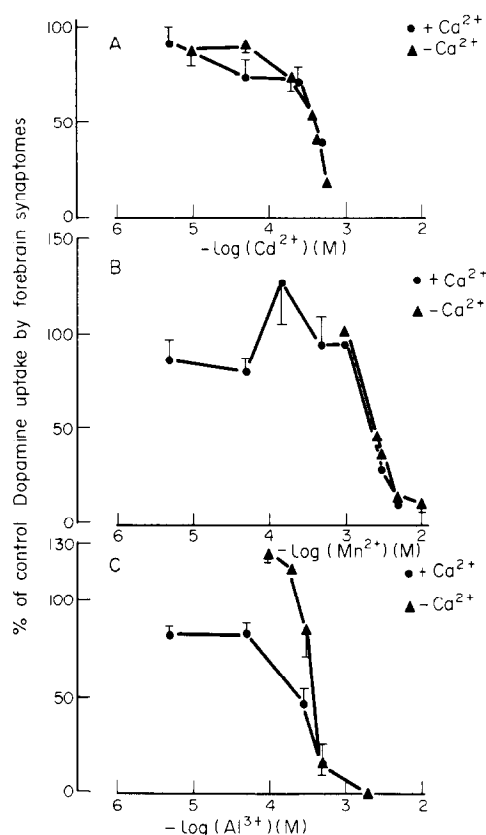 % of control Dopamine uptake by forebrain synaptomes
A
100
50
0
+ Ca2+
- Ca2+
6 5 4 3 2
-Log (Cd2+) (M)
B
150
100
50
0
+ Ca2+
- Ca2+
6 5 4 3 2
- Log (Mn2+) (M)
C
130
100
50
0
+ Ca2+
- Ca2+
6 5 4 3 2
-Log (Al3+) (M)